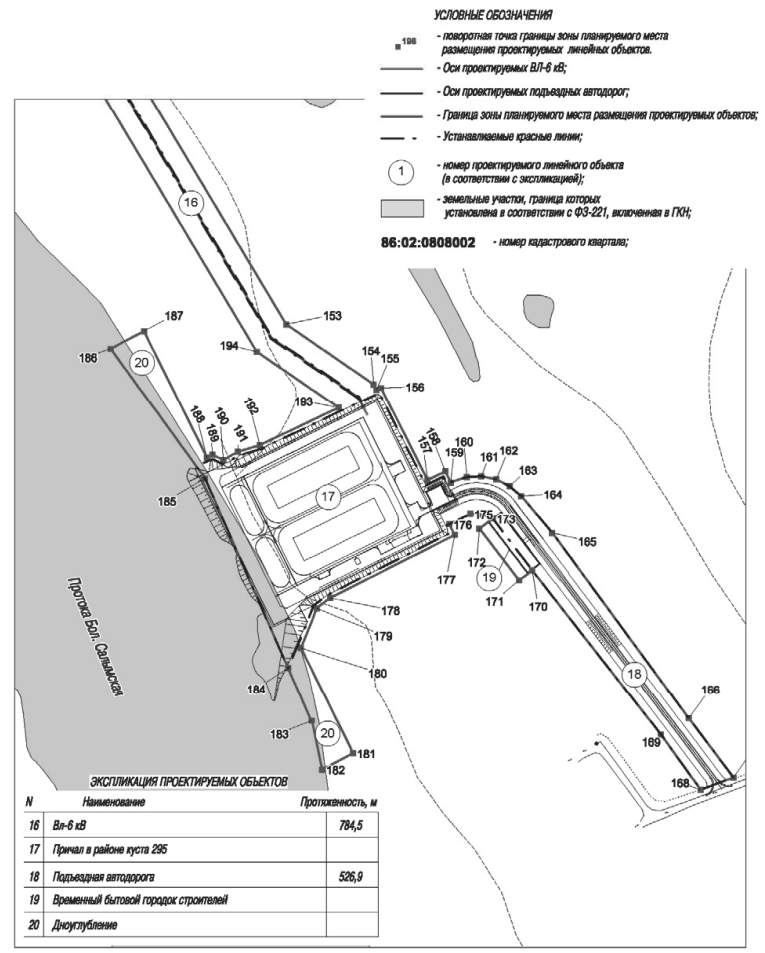 УСЛОВНЫЕ ОБОЗНАЧЕНИЯ
198 - поворотная точка границы зоны планируемого места
размещения проектируемых линейных объектов.
- Оси проектируемых ВЛ-6 кВ;
- Оси проектируемых подъездных автодорог;
- Граница зоны планируемого места размещения проектируемых объектов;
- Устанавливаемые красные линии;
1 - номер проектируемого линейного объекта
(в соответствии с экспликацией);
- земельные участки, граница которых
установлена в соответствии с ФЗ-221, включенная в ГКН;
86:02:0808002 - номер кадастрового квартала;
16
153
187
186
20
194
154
155
156
193
192
191
190
189
188
185
157
158
159
160
161
162
163
164
165
17
175
173
176
177
172
19
171
170
178
179
180
184
183
18
166
169
168
20
181
182
Протока Бол. Салымская
ЭКСПЛИКАЦИЯ ПРОЕКТИРУЕМЫХ ОБЪЕКТОВ
N Наименование Протяженность, м
16 Вл-6 кВ 784,5
17 Причал в районе куста 295
18 Подъездная автодорога 526,9
19 Временный бытовой городок строителей
20 Дноуглубление